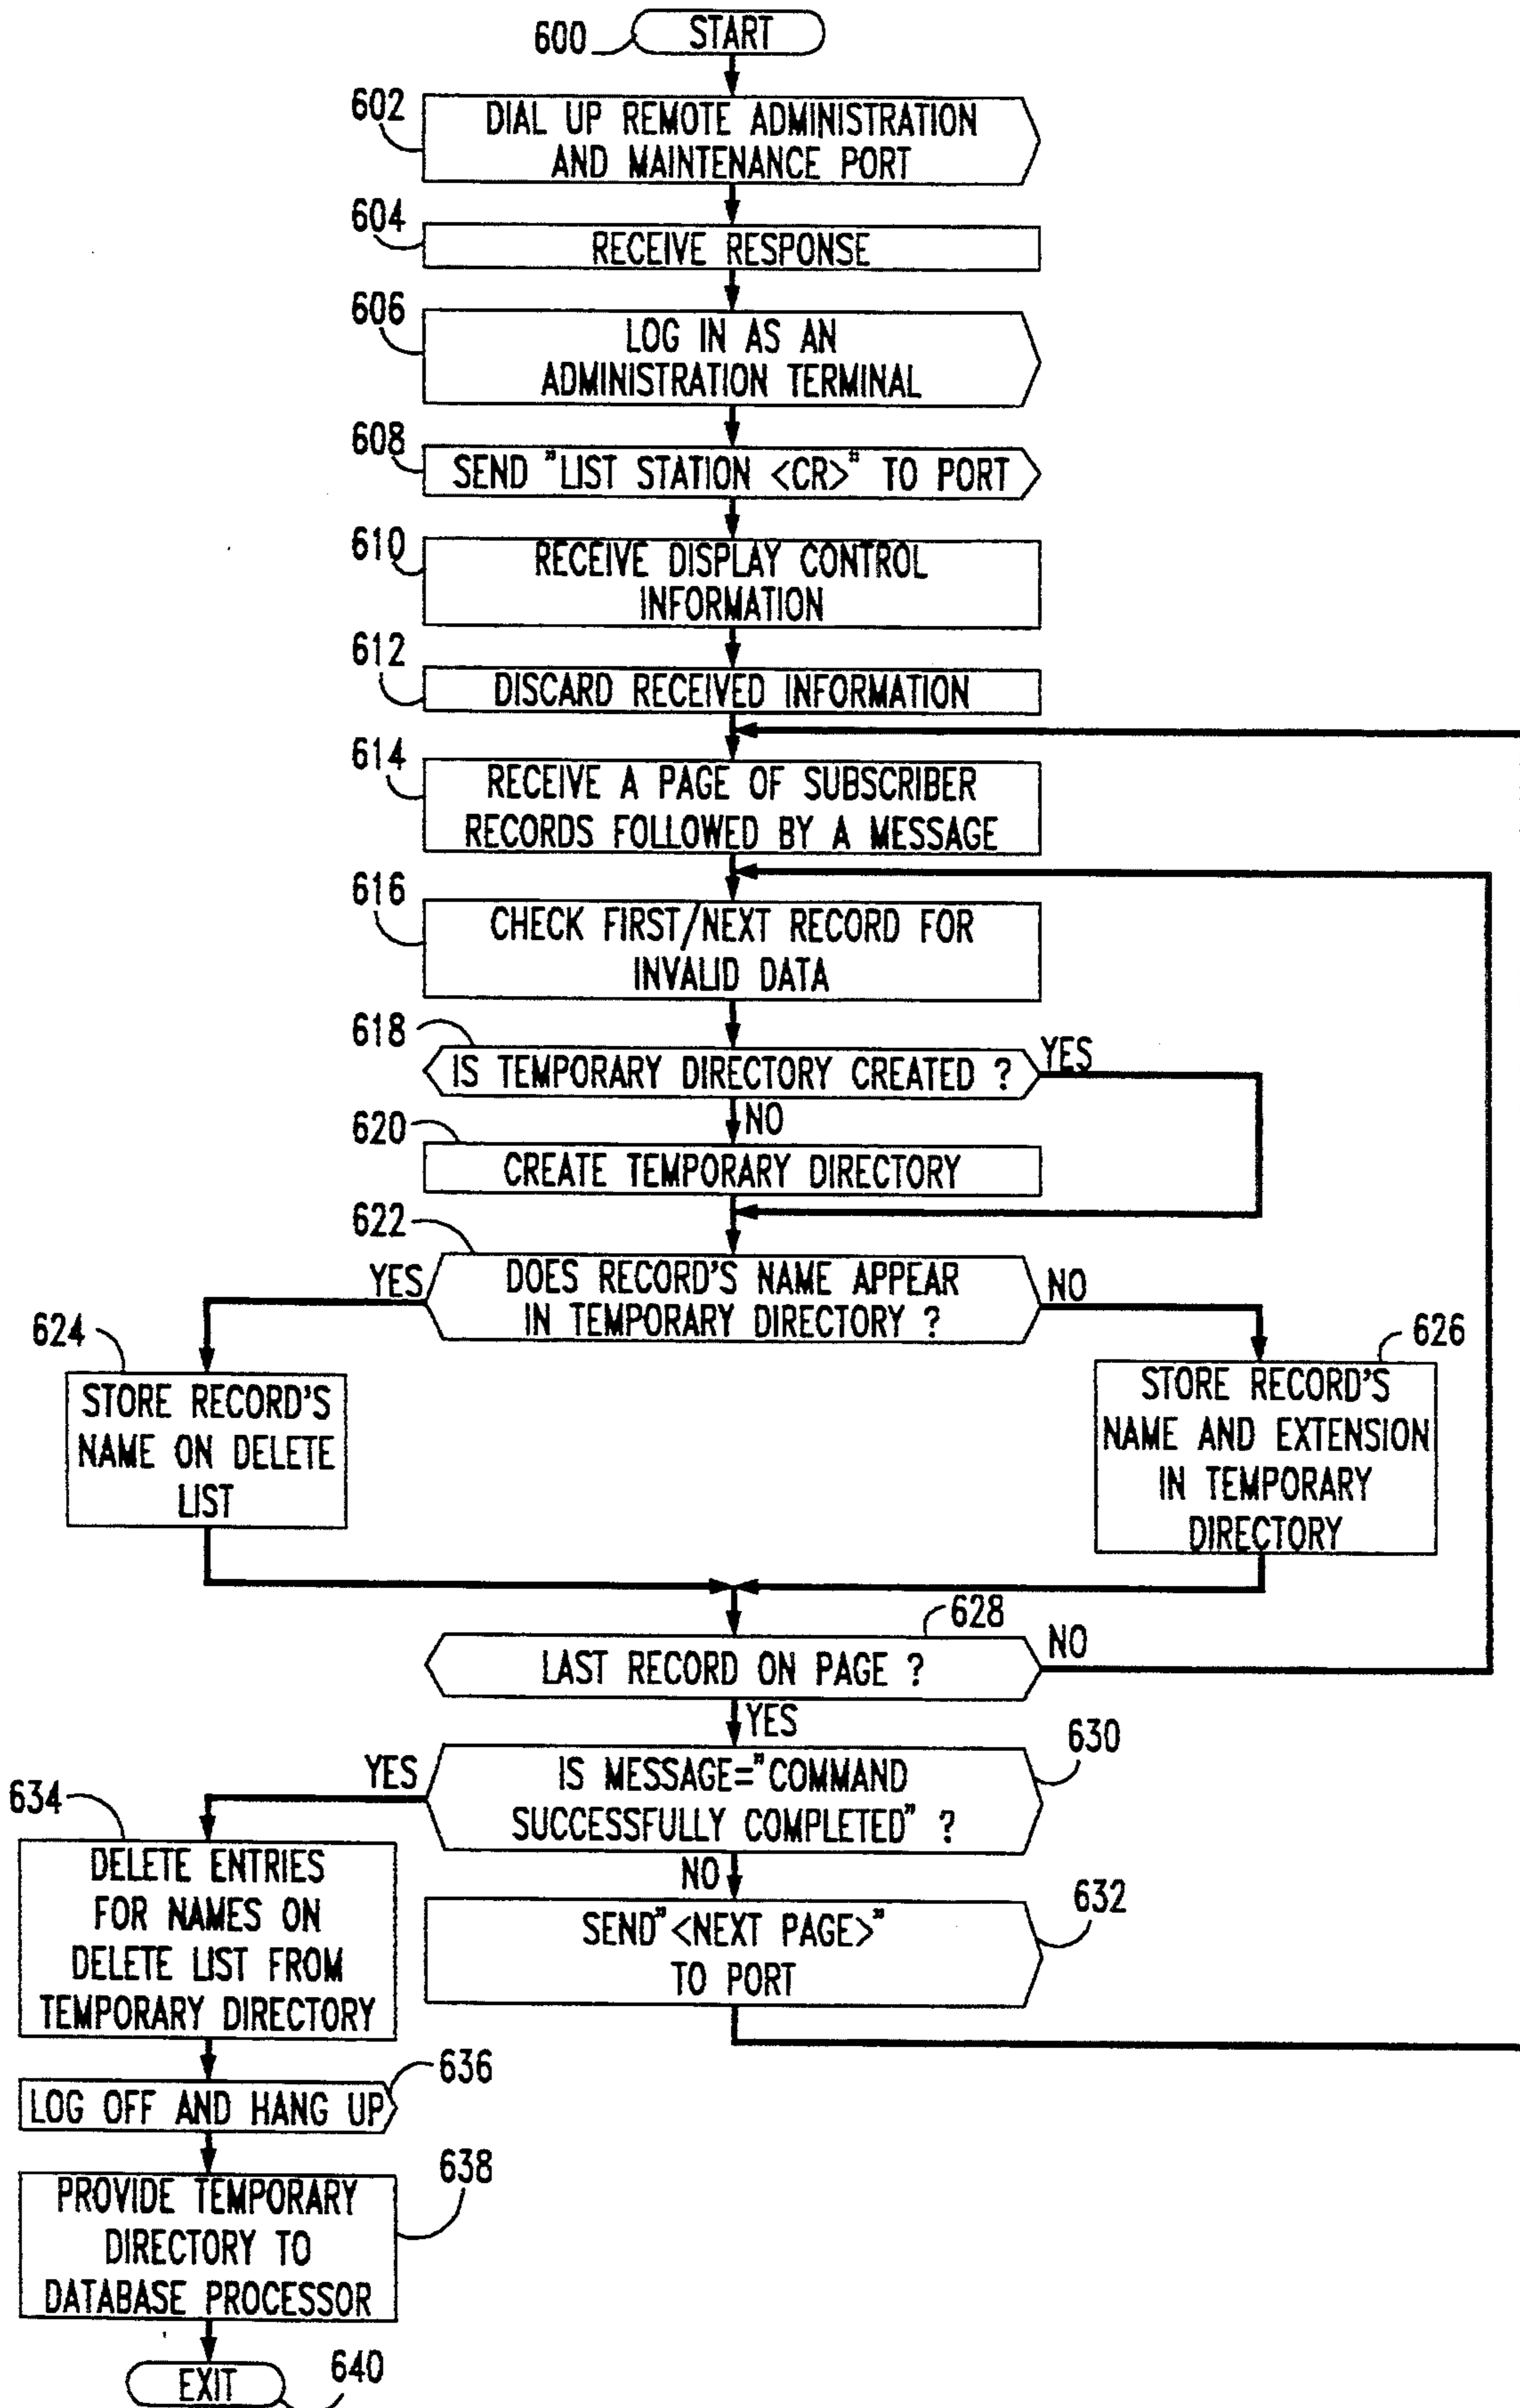 600
START
602
DIAL UP REMOTE ADMINISTRATION
AND MAINTENANCE PORT
604
RECEIVE RESPONSE
606
LOG IN AS AN
ADMINISTRATION TERMINAL
608
SEND "LIST STATION <CR>" TO PORT
610
RECEIVE DISPLAY CONTROL
INFORMATION
612
DISCARD RECEIVED INFORMATION
614
RECEIVE A PAGE OF SUBSCRIBER
RECORDS FOLLOWED BY A MESSAGE
616
CHECK FIRST/NEXT RECORD FOR
INVALID DATA
618
IS TEMPORARY DIRECTORY CREATED ?
YES
NO
620
CREATE TEMPORARY DIRECTORY
622
YES
DOES RECORD'S NAME APPEAR
IN TEMPORARY DIRECTORY ?
NO
624
STORE RECORD'S
NAME ON DELETE
LIST
626
STORE RECORD'S
NAME AND EXTENSION
IN TEMPORARY
DIRECTORY
628
LAST RECORD ON PAGE ?
NO
YES
630
YES
IS MESSAGE="COMMAND
SUCCESSFULLY COMPLETED" ?
NO
634
DELETE ENTRIES
FOR NAMES ON
DELETE LIST FROM
TEMPORARY DIRECTORY
632
SEND"<NEXT PAGE>"
TO PORT
636
LOG OFF AND HANG UP
638
PROVIDE TEMPORARY
DIRECTORY TO
DATABASE PROCESSOR
EXIT
640